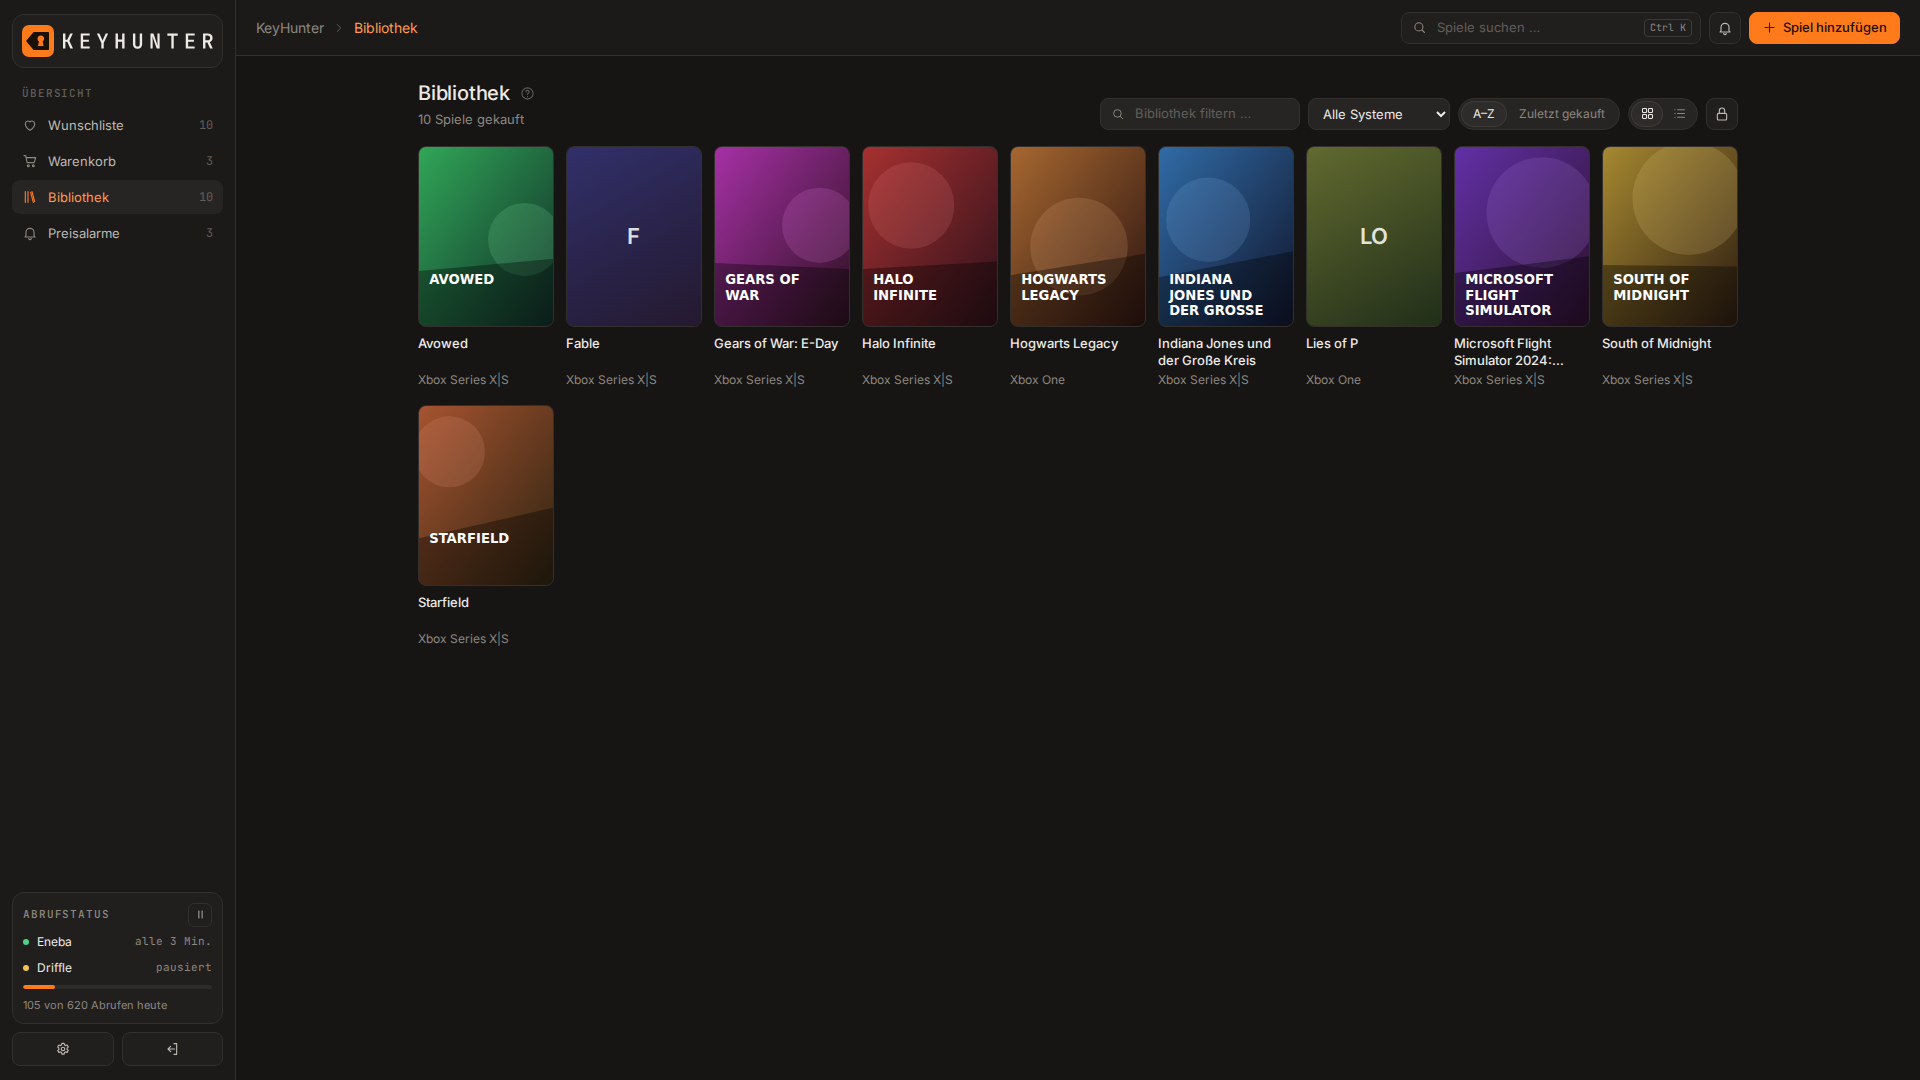 KEYHUNTER
KeyHunter
Bibliothek
Spiele suchen ...
Ctrl K
Spiel hinzufügen
ÜBERSICHT
Wunschliste 10
Warenkorb 3
Bibliothek 10
Preisalarme 3
Bibliothek
10 Spiele gekauft
Bibliothek filtern ...
Alle Systeme
A–Z
Zuletzt gekauft
AVOWED
F
GEARS OF
WAR
HALO
INFINITE
HOGWARTS
LEGACY
INDIANA
JONES UND
DER GROSSE
LO
MICROSOFT
FLIGHT
SIMULATOR
SOUTH OF
MIDNIGHT
Avowed
Xbox Series X|S
Fable
Xbox Series X|S
Gears of War: E-Day
Xbox Series X|S
Halo Infinite
Xbox Series X|S
Hogwarts Legacy
Xbox One
Indiana Jones und
der Große Kreis
Xbox Series X|S
Lies of P
Xbox One
Microsoft Flight
Simulator 2024:...
Xbox Series X|S
South of Midnight
Xbox Series X|S
STARFIELD
Starfield
Xbox Series X|S
ABRUFSTATUS
Eneba alle 3 Min.
Driffle pausiert
105 von 620 Abrufen heute